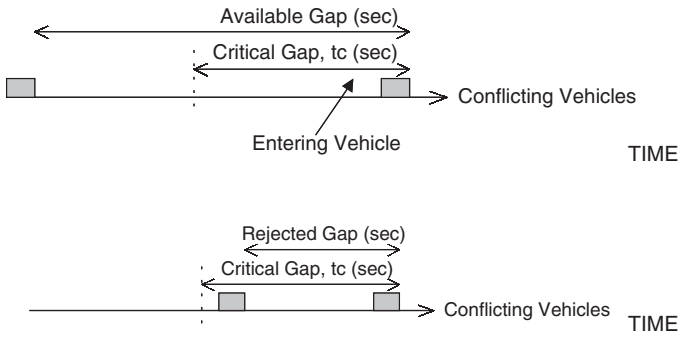 Available Gap (sec)
Critical Gap, tc (sec)
Conflicting Vehicles
Entering Vehicle
TIME
Rejected Gap (sec)
Critical Gap, tc (sec)
Conflicting Vehicles
TIME